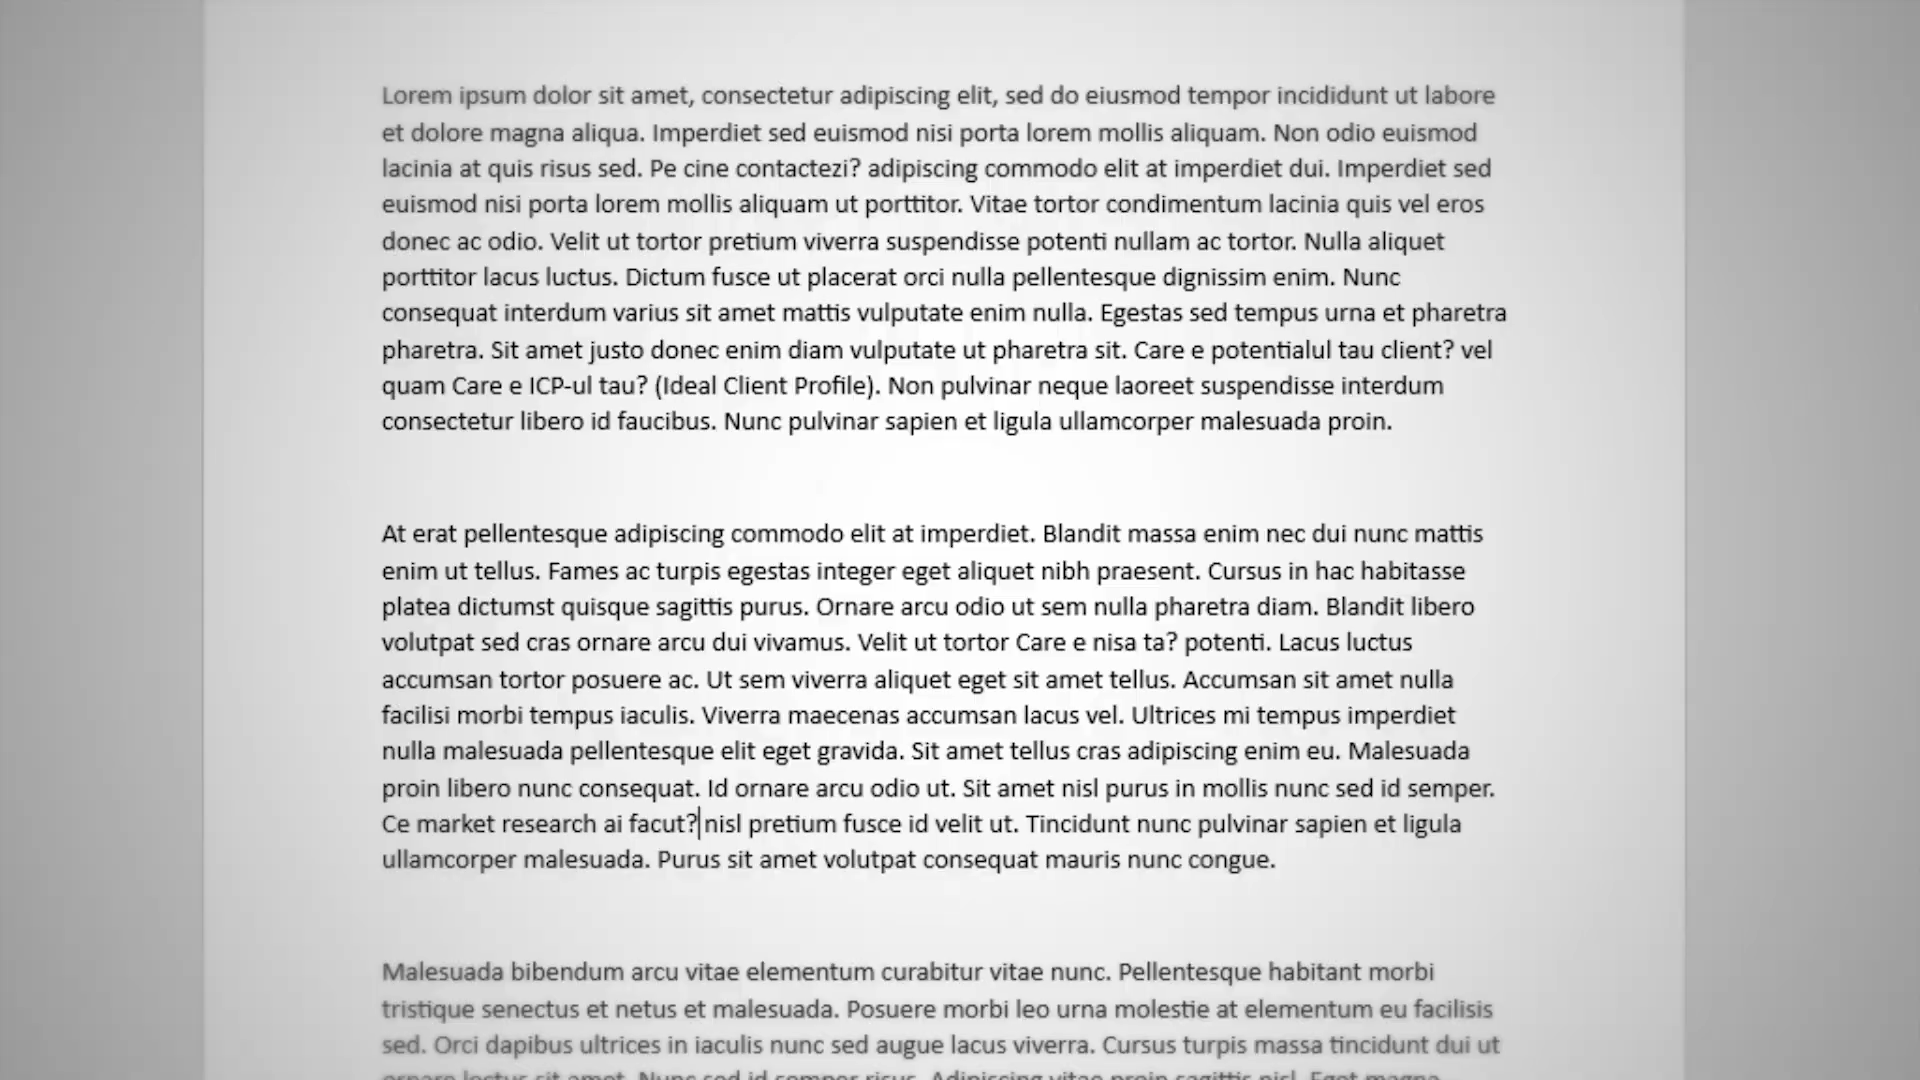 Lorem ipsum dolor sit amet, consectetur adipiscing elit, sed do eiusmod tempor incididunt ut labore
et dolore magna aliqua. Imperdiet sed euismod nisi porta lorem mollis aliquam. Non odio euismod
lacinia at quis risus sed. Pe cine contactezi? adipiscing commodo elit at imperdiet dui. Imperdiet sed
euismod nisi porta lorem mollis aliquam ut porttitor. Vitae tortor condimentum lacinia quis vel eros
donec ac odio. Velit ut tortor pretium viverra suspendisse potenti nullam ac tortor. Nulla aliquet
porttitor lacus luctus. Dictum fusce ut placerat orci nulla pellentesque dignissim enim. Nunc
consequat interdum varius sit amet mattis vulputate enim nulla. Egestas sed tempus urna et pharetra
pharetra. Sit amet justo donec enim diam vulputate ut pharetra sit. Care e potentialul tau client? vel
quam Care e ICP-ul tau? (Ideal Client Profile). Non pulvinar neque laoreet suspendisse interdum
consectetur libero id faucibus. Nunc pulvinar sapien et ligula ullamcorper malesuada proin.
At erat pellentesque adipiscing commodo elit at imperdiet. Blandit massa enim nec dui nunc mattis
enim ut tellus. Fames ac turpis egestas integer eget aliquet nibh praesent. Cursus in hac habitasse
platea dictumst quisque sagittis purus. Ornare arcu odio ut sem nulla pharetra diam. Blandit libero
volutpat sed cras ornare arcu dui vivamus. Velit ut tortor Care e nisa ta? potenti. Lacus luctus
accumsan tortor posuere ac. Ut sem viverra aliquet eget sit amet tellus. Accumsan sit amet nulla
facilisi morbi tempus iaculis. Viverra maecenas accumsan lacus vel. Ultrices mi tempus imperdiet
nulla malesuada pellentesque elit eget gravida. Sit amet tellus cras adipiscing enim eu. Malesuada
proin libero nunc consequat. Id ornare arcu odio ut. Sit amet nisl purus in mollis nunc sed id semper.
Ce market research ai facut? nisl pretium fusce id velit ut. Tincidunt nunc pulvinar sapien et ligula
ullamcorper malesuada. Purus sit amet volutpat consequat mauris nunc congue.
Malesuada bibendum arcu vitae elementum curabitur vitae nunc. Pellentesque habitant morbi
tristique senectus et netus et malesuada. Posuere morbi leo urna molestie at elementum eu facilisis
sed. Orci dapibus ultrices in iaculis nunc sed augue lacus viverra. Cursus turpis massa tincidunt dui ut
ornare lectus sit amet. Nunc sed id semper risus. Adipiscing vitae proin sagittis nisl. Eget magna